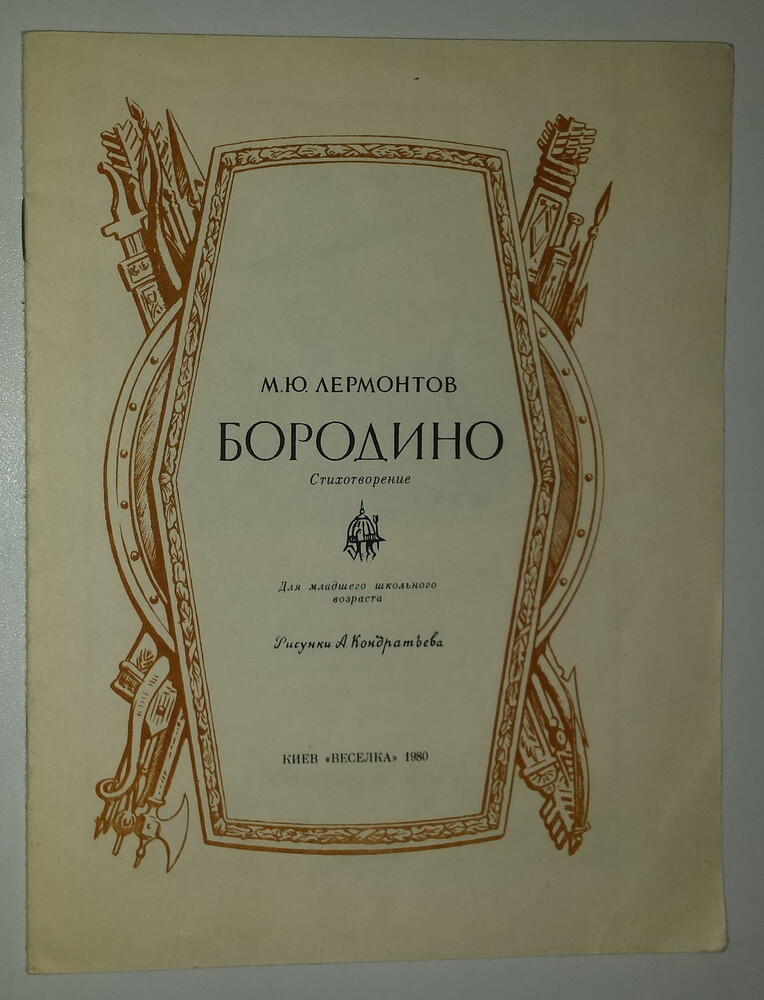 М.Ю. ЛЕРМОНТОВ
БОРОДИНО
Стихотворение
Для младшего школьного
возраста
Рисунки А. Кондратьева
КИЕВ «ВЕСЕЛКА» 1980